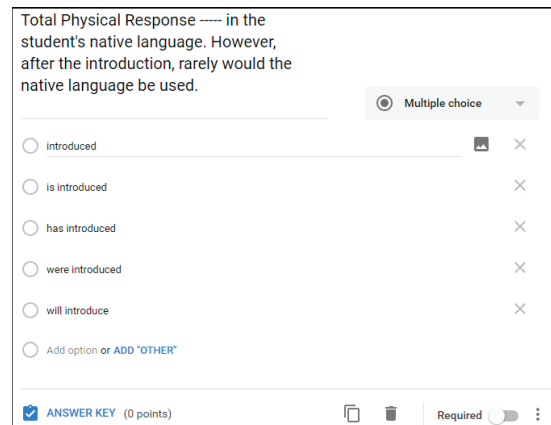 Total Physical Response ----- in the
student's native language. However,
after the introduction, rarely would the
native language be used.
Multiple choice
introduced
is introduced
has introduced
were introduced
will introduce
Add option or ADD "OTHER"
ANSWER KEY (0 points)
Required